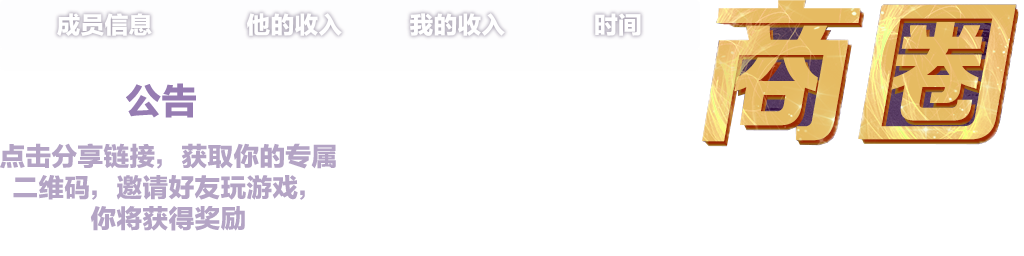 成员信息 他的收入 我的收入 时间
商圈
公告
点击分享链接，获取你的专属
二维码，邀请好友玩游戏，
你将获得奖励